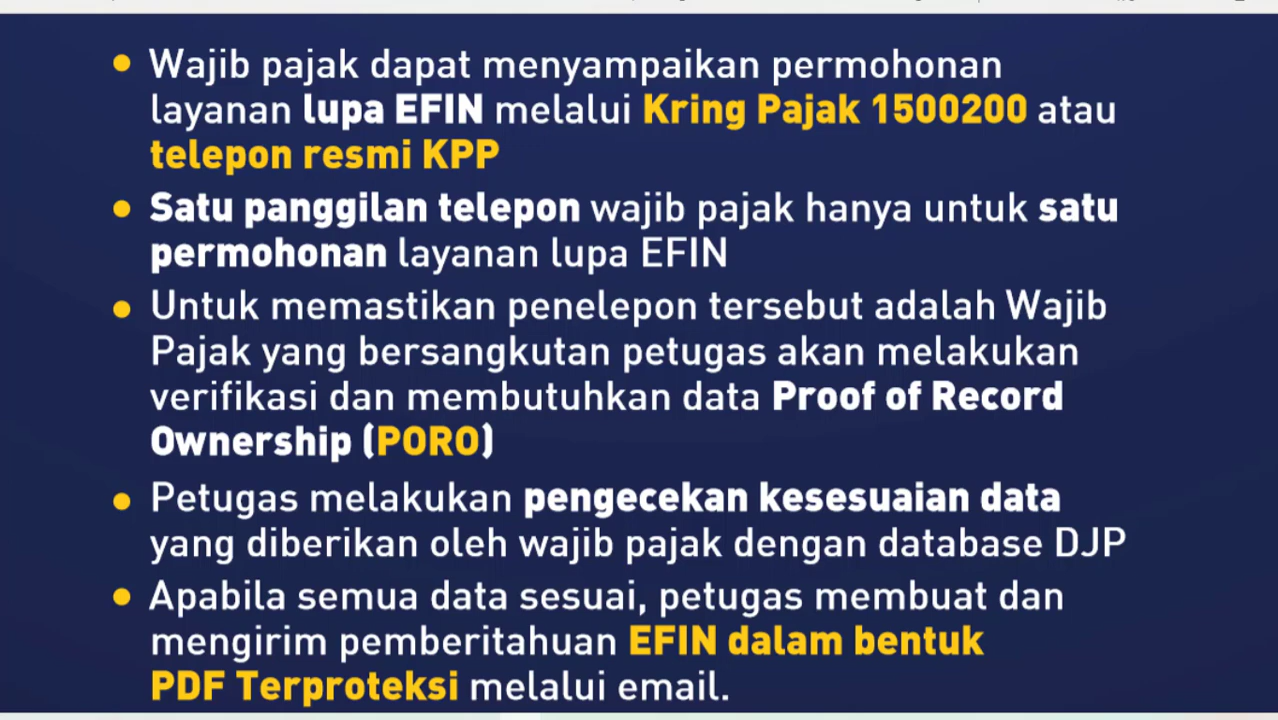 • Wajib pajak dapat menyampaikan permohonan
layanan lupa EFIN melalui Kring Pajak 1500200 atau
telepon resmi KPP
• Satu panggilan telepon wajib pajak hanya untuk satu
permohonan layanan lupa EFIN
• Untuk memastikan penelepon tersebut adalah Wajib
Pajak yang bersangkutan petugas akan melakukan
verifikasi dan membutuhkan data Proof of Record
Ownership (PORO)
• Petugas melakukan pengecekan kesesuaian data
yang diberikan oleh wajib pajak dengan database DJP
• Apabila semua data sesuai, petugas membuat dan
mengirim pemberitahuan EFIN dalam bentuk
PDF Terproteksi melalui email.